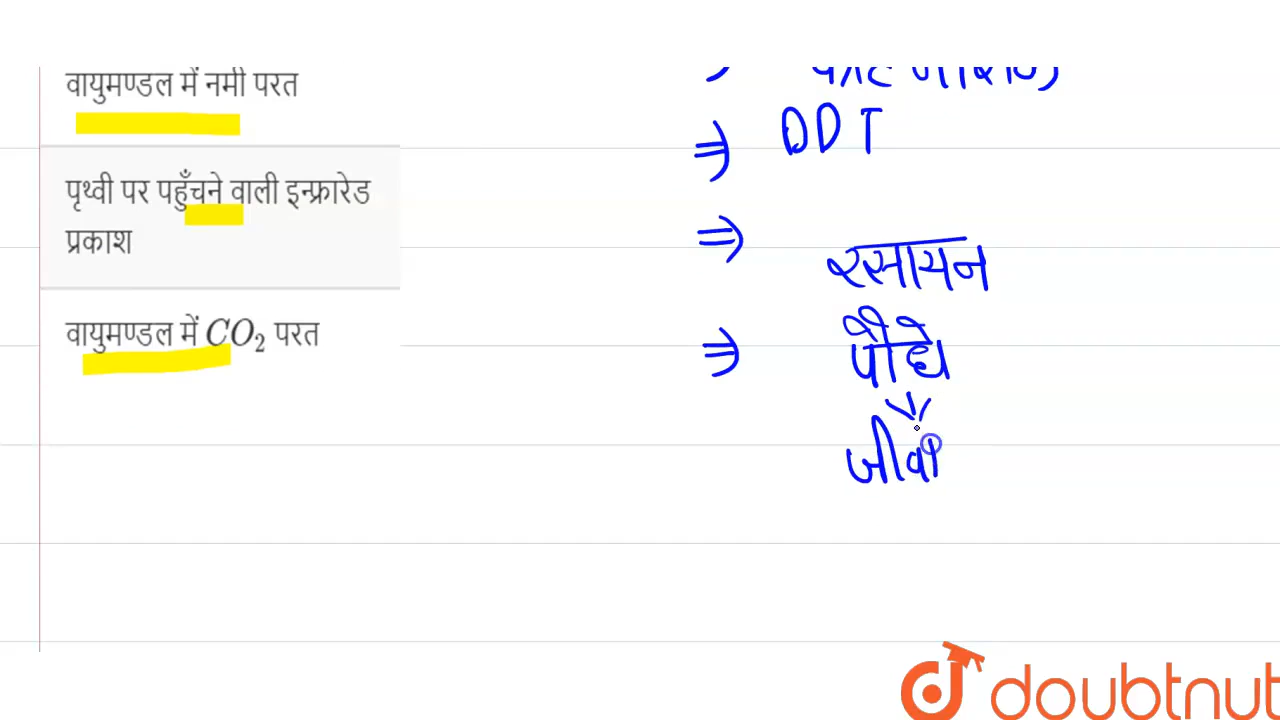 वायुमण्डल में नमी परत
पृथ्वी पर पहुँचने वाली इन्फ्रारेड
प्रकाश
वायुमण्डल में CO₂ परत
⇒ DDT
⇒ रसायन
⇒ पौधे
जीवो
doubtnut